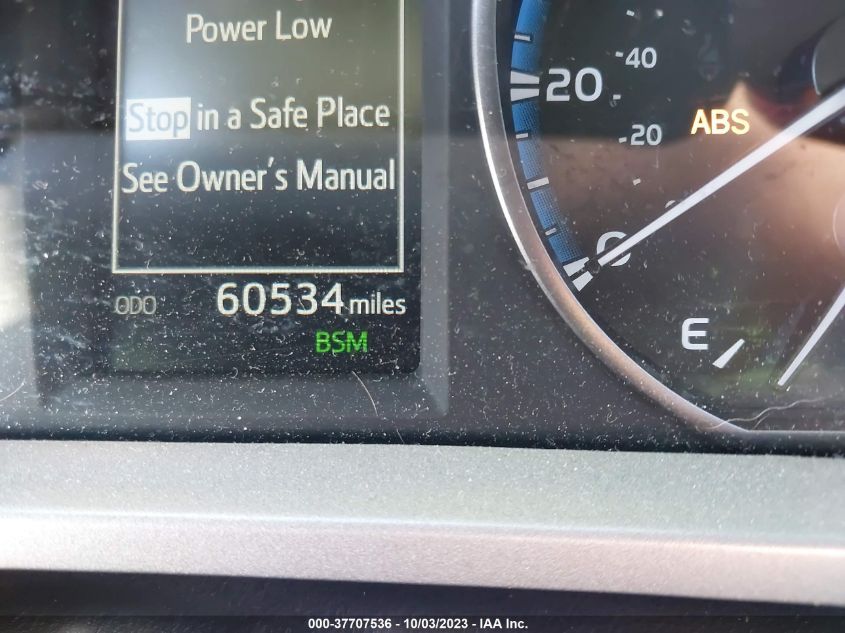 Power Low
Stop in a Safe Place
See Owner's Manual
ODO 60534 miles
BSM
20
40
20
0
ABS
E
000-37707536 - 10/03/2023 - IAA Inc.